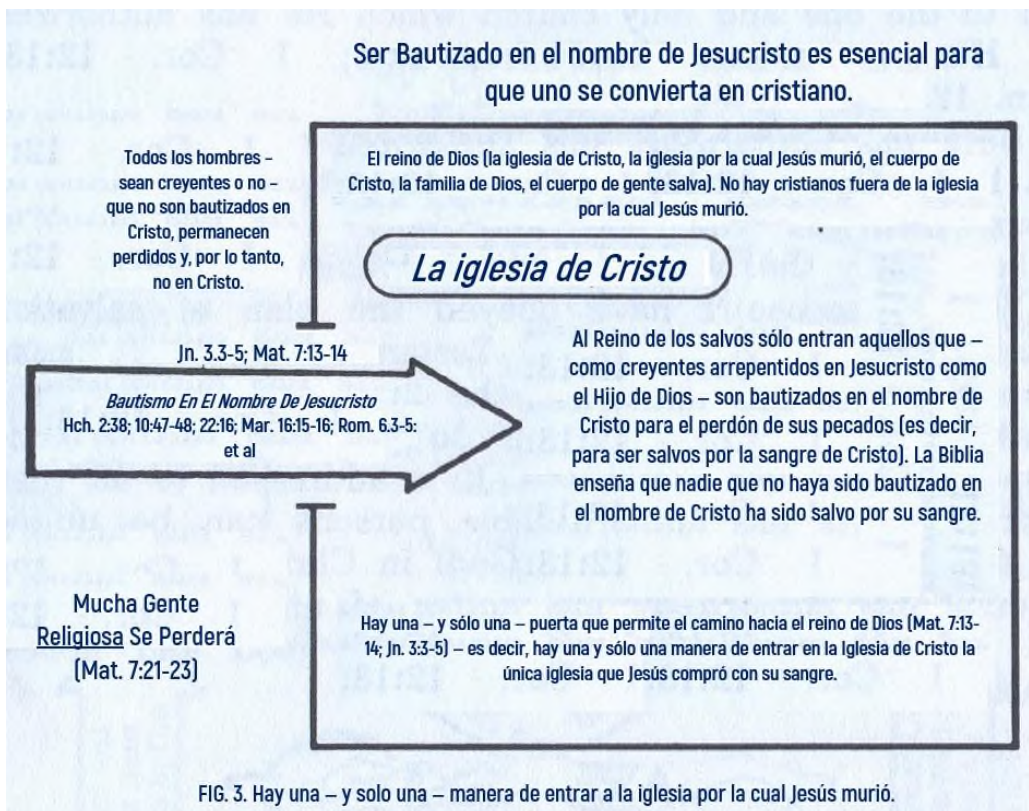 Ser Bautizado en el nombre de Jesucristo es esencial para
que uno se convierta en cristiano.
Todos los hombres –
sean creyentes o no –
que no son bautizados en
Cristo, permanecen
perdidos y, por lo tanto,
no en Cristo.
El reino de Dios (la iglesia de Cristo, la iglesia por la cual Jesús murió, el cuerpo de
Cristo, la familia de Dios, el cuerpo de gente salva). No hay cristianos fuera de la iglesia
por la cual Jesús murió.
La iglesia de Cristo
Jn. 3.3-5; Mat. 7:13-14
Bautismo En El Nombre De Jesucristo
Hch. 2:38; 10:47-48; 22:16; Mar. 16:15-16; Rom. 6.3-5:
et al
Al Reino de los salvos sólo entran aquellos que –
como creyentes arrepentidos en Jesucristo como
el Hijo de Dios – son bautizados en el nombre de
Cristo para el perdón de sus pecados (es decir,
para ser salvos por la sangre de Cristo). La Biblia
enseña que nadie que no haya sido bautizado en
el nombre de Cristo ha sido salvo por su sangre.
Mucha Gente
Religiosa Se Perderá
(Mat. 7:21-23)
Hay una – y sólo una – puerta que permite el camino hacia el reino de Dios (Mat. 7:13-
14; Jn. 3:3-5) – es decir, hay una y sólo una manera de entrar en la Iglesia de Cristo la
única iglesia que Jesús compró con su sangre.
FIG. 3. Hay una – y solo una – manera de entrar a la iglesia por la cual Jesús murió.